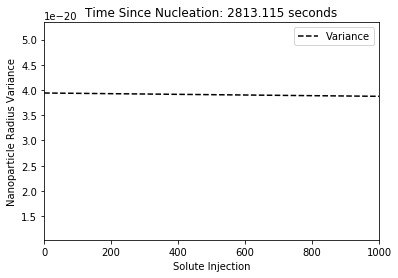 Time Since Nucleation: 2813.115 seconds
1e−20
Variance
Nanoparticle Radius Variance
5.0
4.5
4.0
3.5
3.0
2.5
2.0
1.5
0 200 400 600 800 1000
Solute Injection